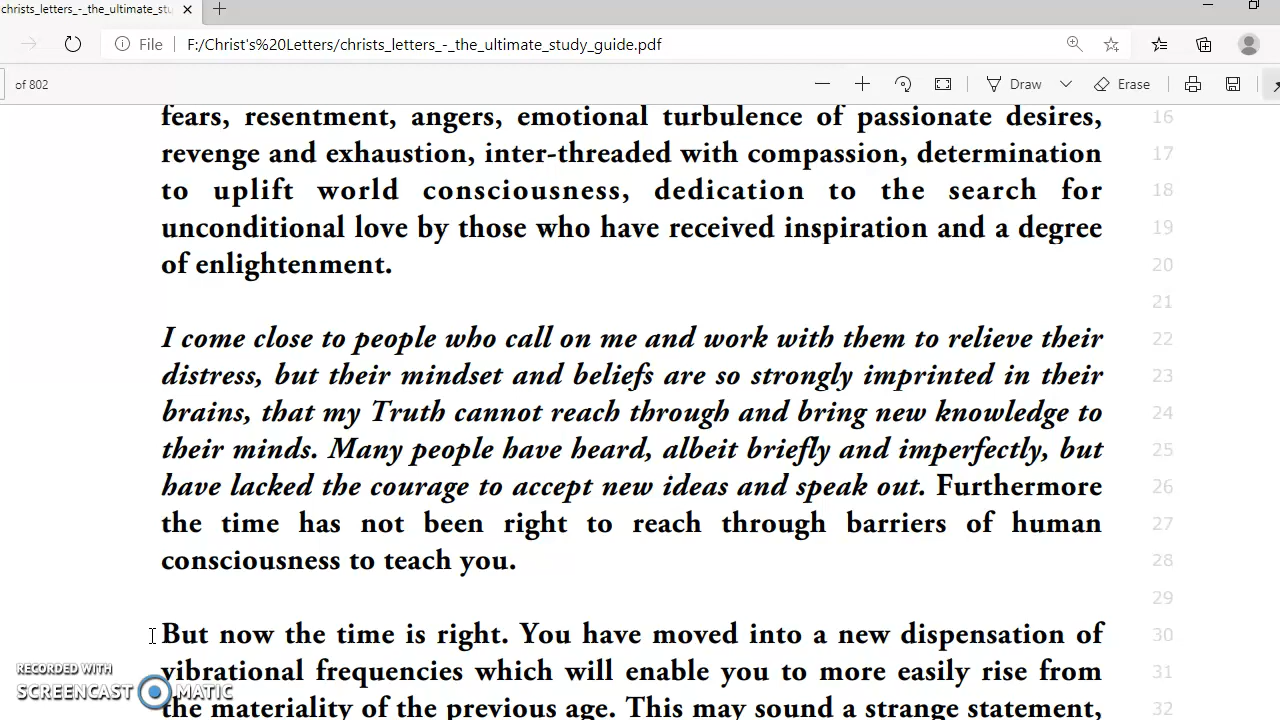 christs_letters_-_the_ultimate_stu
File
F:/Christ's%20Letters/christs_letters_-_the_ultimate_study_guide.pdf
of 802
Draw
Erase
fears, resentment, angers, emotional turbulence of passionate desires, 16
revenge and exhaustion, inter-threaded with compassion, determination 17
to uplift world consciousness, dedication to the search for 18
unconditional love by those who have received inspiration and a degree 19
of enlightenment. 20
21
I come close to people who call on me and work with them to relieve their 22
distress, but their mindset and beliefs are so strongly imprinted in their 23
brains, that my Truth cannot reach through and bring new knowledge to 24
their minds. Many people have heard, albeit briefly and imperfectly, but 25
have lacked the courage to accept new ideas and speak out. Furthermore 26
the time has not been right to reach through barriers of human 27
consciousness to teach you. 28
29
But now the time is right. You have moved into a new dispensation of 30
vibrational frequencies which will enable you to more easily rise from 31
the materiality of the previous age. This may sound a strange statement, 32
RECORDED WITH
SCREENCAST MATIC